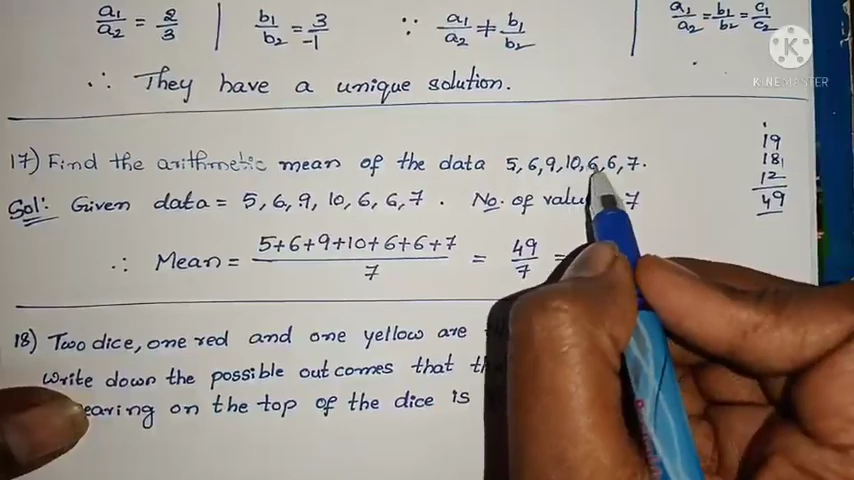 a1/a2 = 2/3 | b1/b2 = 3/-1 ∵ a1/a2 ≠ b1/b2 | a1/a2 = b1/b2 = c1/c2
∴ They have a unique solution.
KINEMASTER
17) Find the arithmetic mean of the data 5,6,9,10,6,6,7.
Sol: Given data = 5, 6, 9, 10, 6, 6, 7. No. of 7
∴ Mean = 5+6+9+10+6+6+7/7 = 49/7 =
19
18
12
49
18) Two dice, one red and one yellow are
write down the possible outcomes that
on the top of the dice is